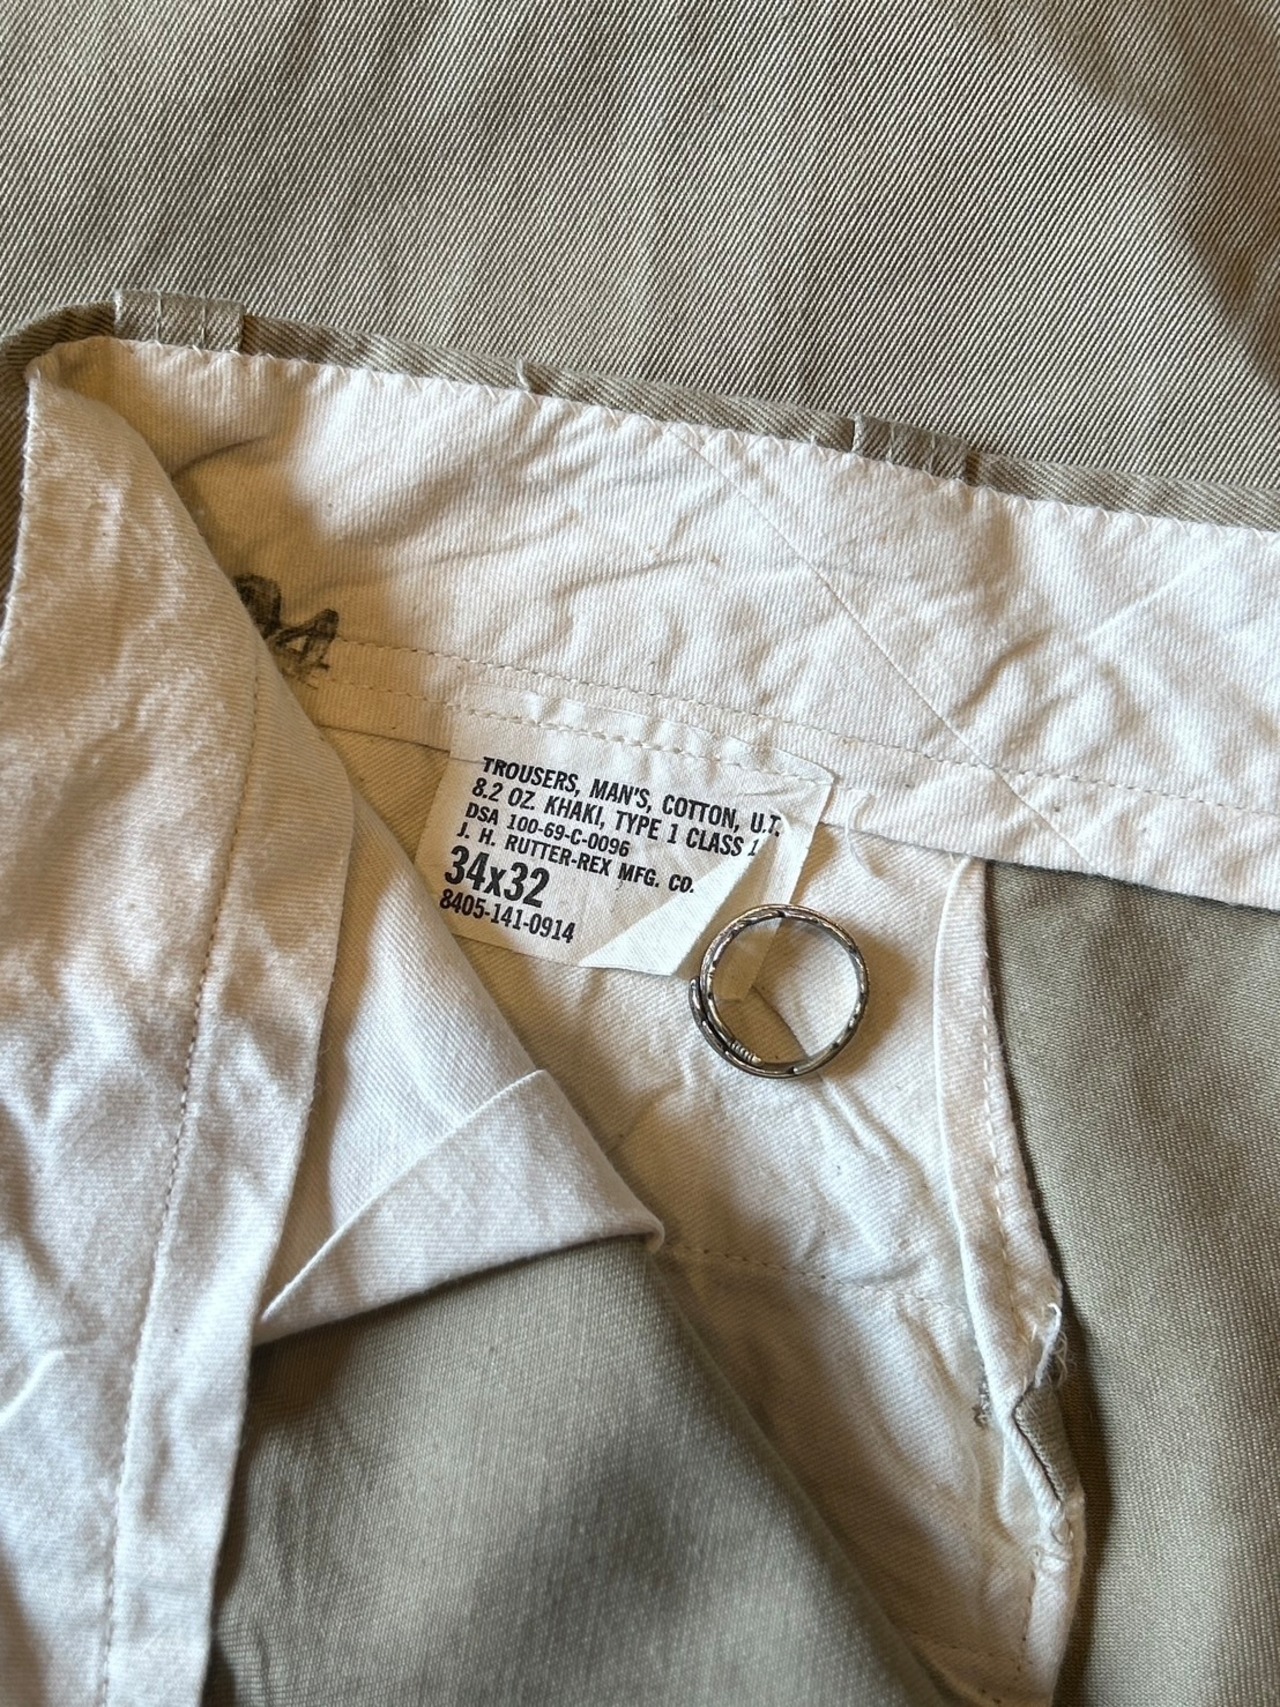 TROUSERS, MAN'S, COTTON, U.T.
8.2 OZ. KHAKI, TYPE 1 CLASS 1
DSA 100-69-C-0096
J. H. RUTTER-REX MFG. CO.
34x32
8405-141-0914